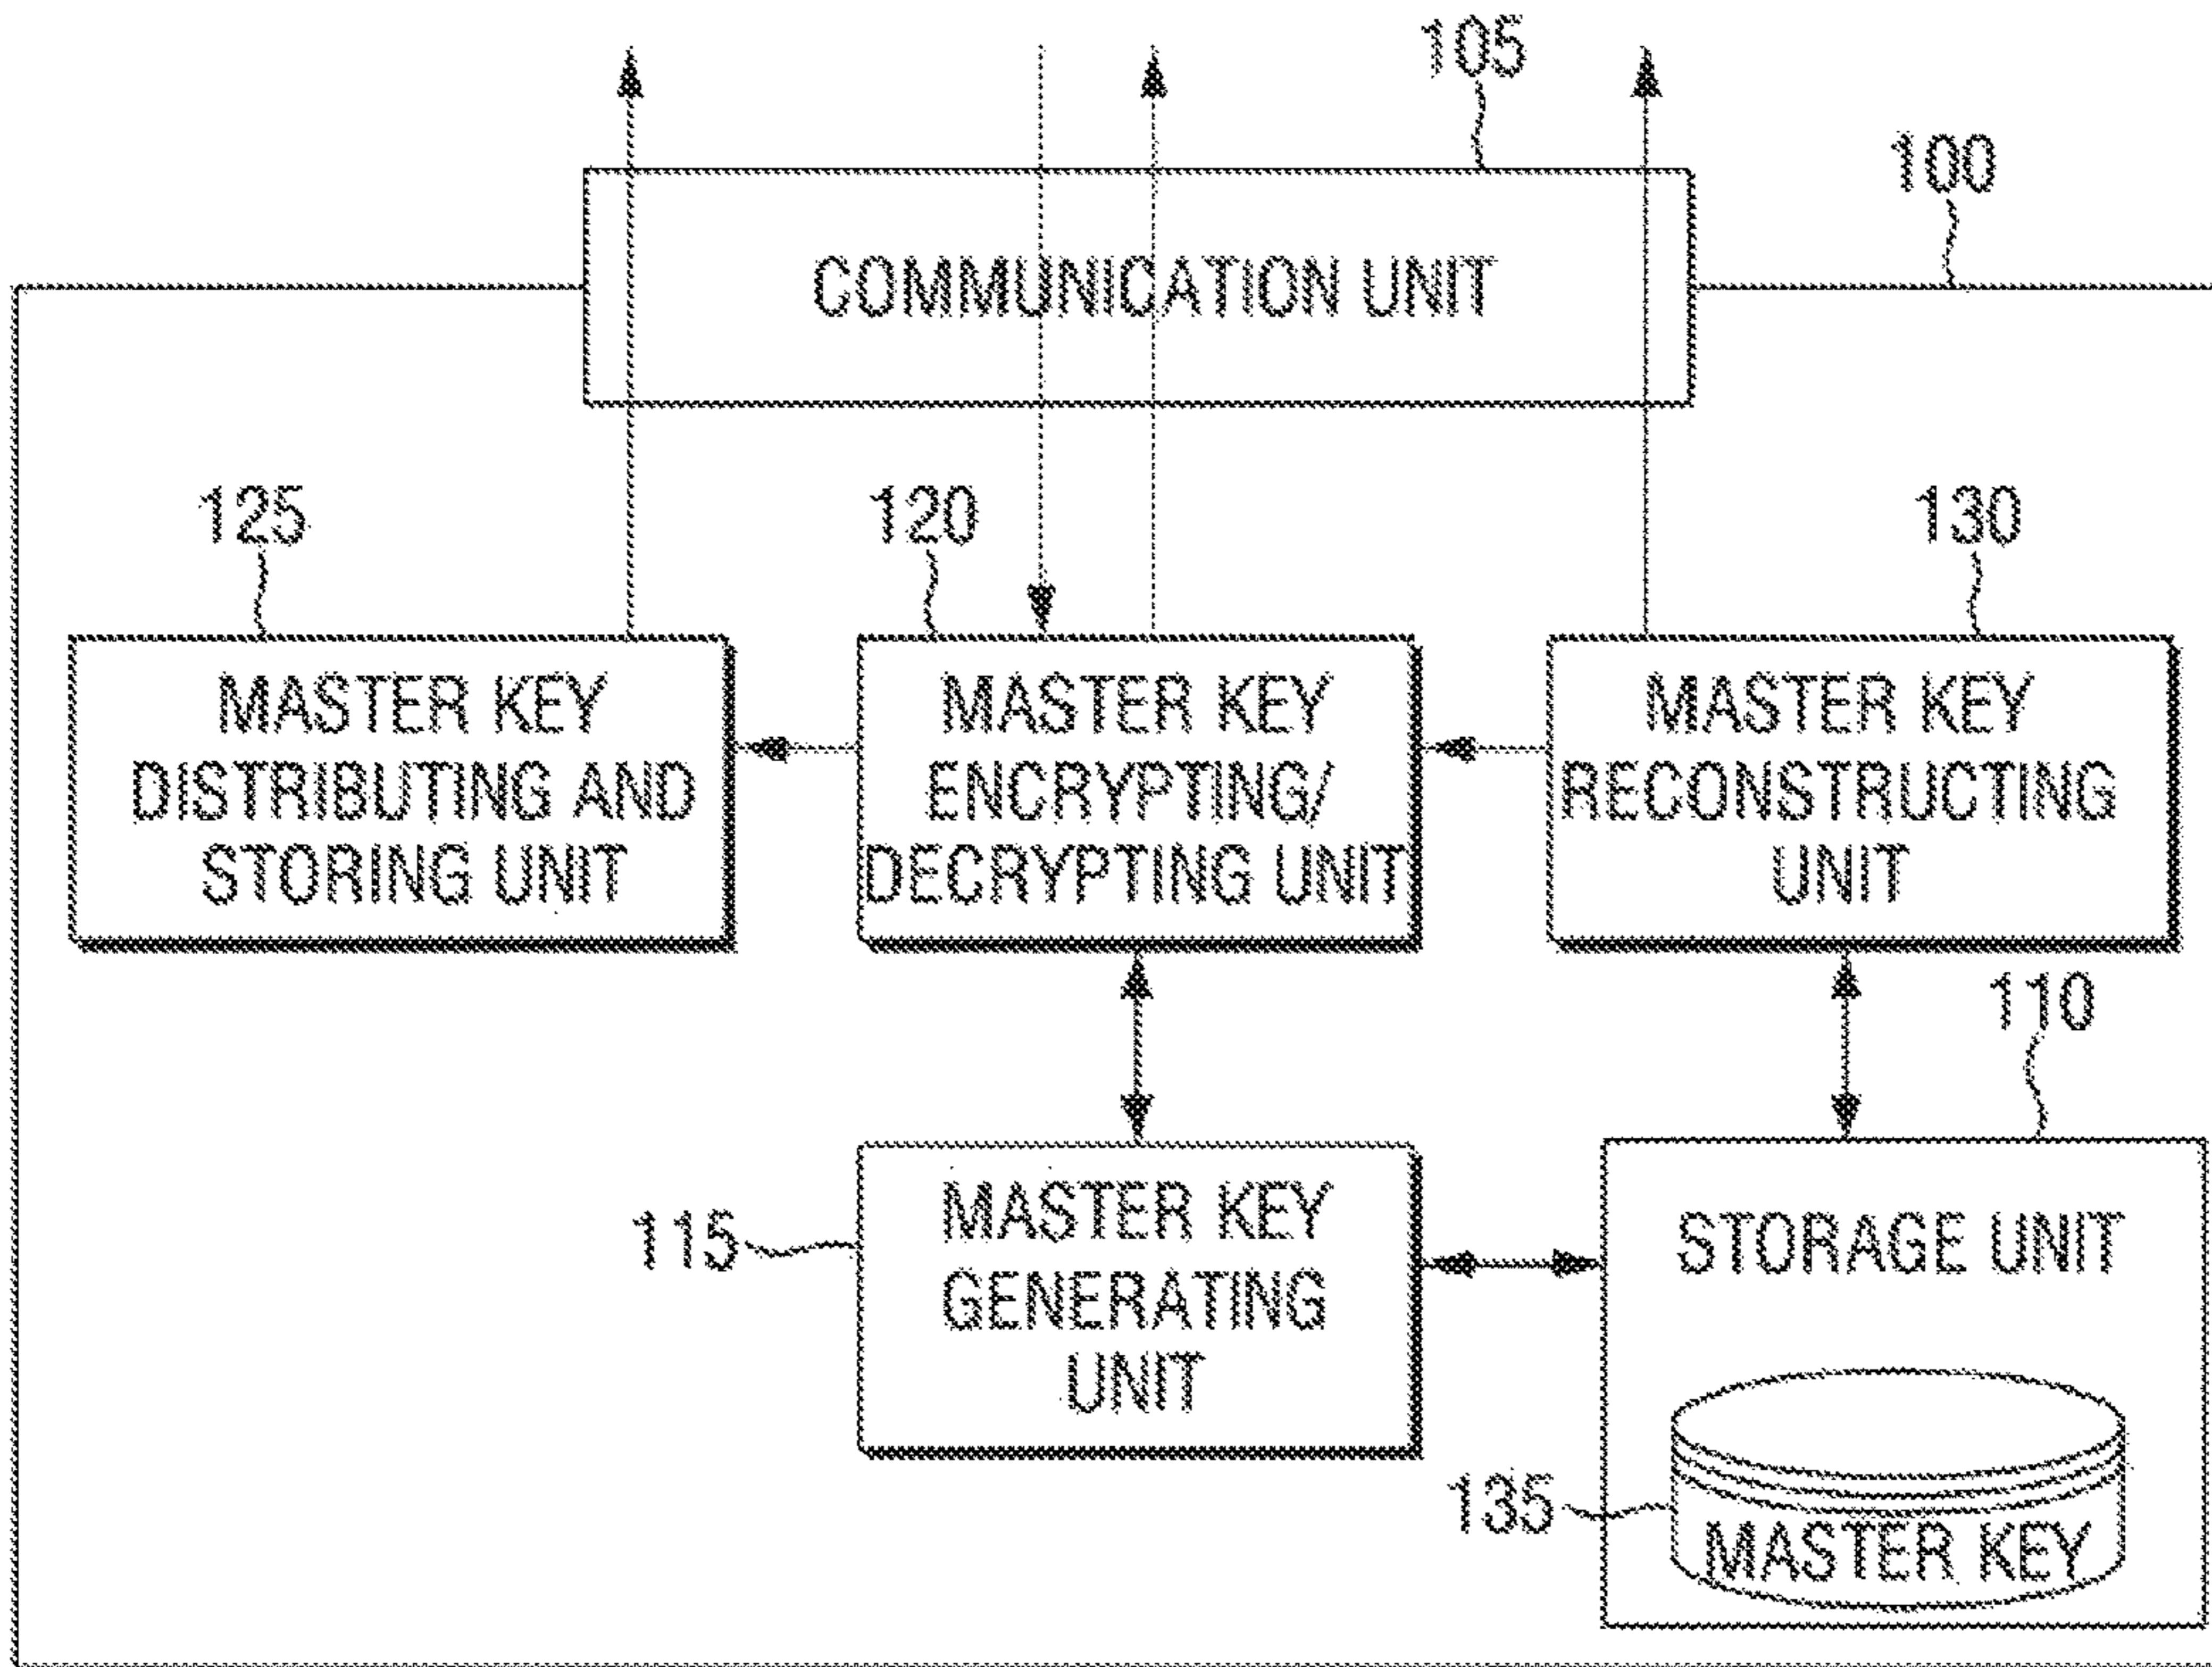 105
100
COMMUNICATION UNIT
125
120
130
MASTER KEY
DISTRIBUTING AND
STORING UNIT
MASTER KEY
ENCRYPTING/
DECRYPTING UNIT
MASTER KEY
RECONSTRUCTING
UNIT
110
115
MASTER KEY
GENERATING
UNIT
STORAGE UNIT
135
MASTER KEY